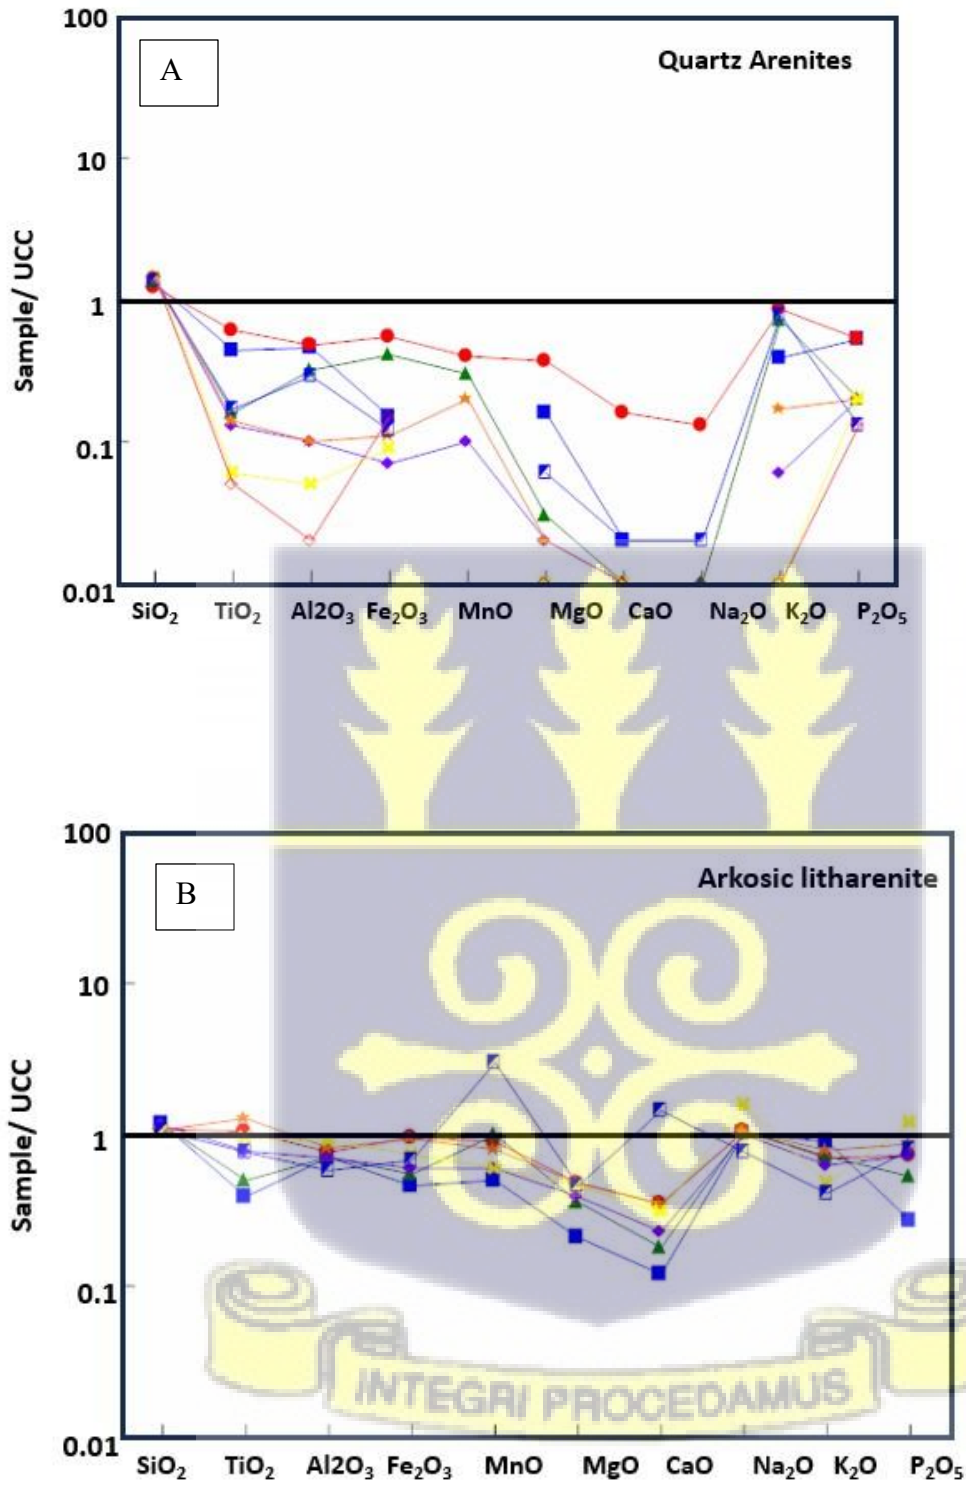 100
A
Quartz Arenites
10
Sample/ UCC
1
0.1
0.01
SiO₂ TiO₂ Al2O₃ Fe₂O₃ MnO MgO CaO Na₂O K₂O P₂O₅
100
B
Arkosic litharenite
10
Sample/ UCC
1
0.1
INTEGRI PROCEDAMUS
0.01
SiO₂ TiO₂ Al2O₃ Fe₂O₃ MnO MgO CaO Na₂O K₂O P₂O₅